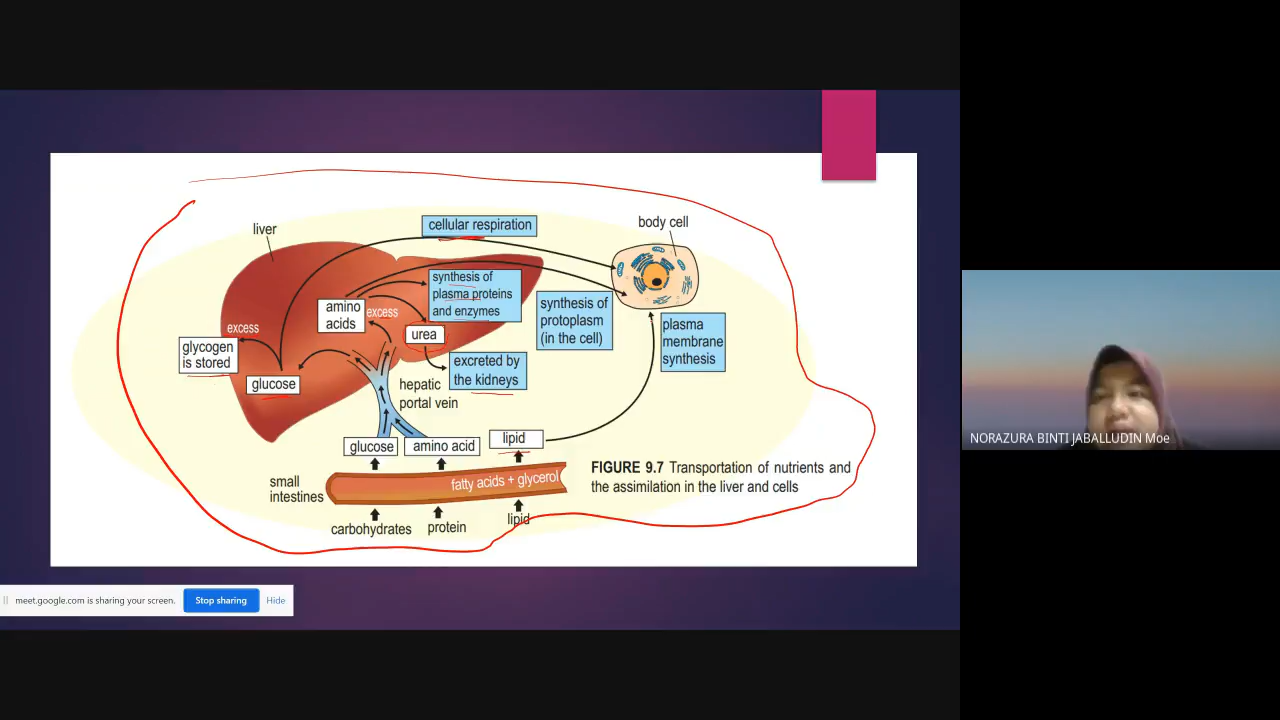 liver
cellular respiration
body cell
synthesis of
plasma proteins
and enzymes
synthesis of
protoplasm
(in the cell)
plasma
membrane
synthesis
amino
acids
excess
urea
excess
glycogen
is stored
glucose
excreted by
the kidneys
hepatic
portal vein
glucose
amino acid
lipid
small
intestines
fatty acids + glycerol
carbohydrates
protein
lipid
FIGURE 9.7 Transportation of nutrients and
the assimilation in the liver and cells
NORAZURA BINTI JABALLUDIN Moe
meet.google.com is sharing your screen.
Stop sharing
Hide